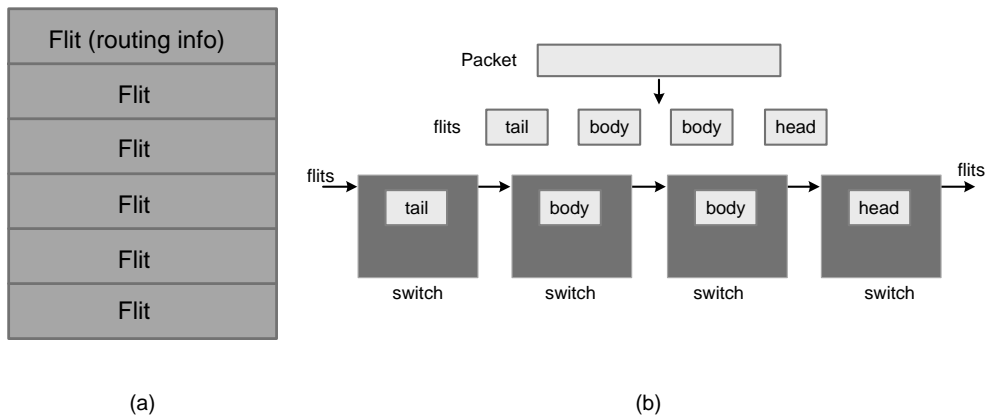 Flit (routing info)
Flit
Flit
Flit
Flit
Flit
(a)
Packet
flits tail body body head
flits flits
tail body body head
switch switch switch switch
(b)